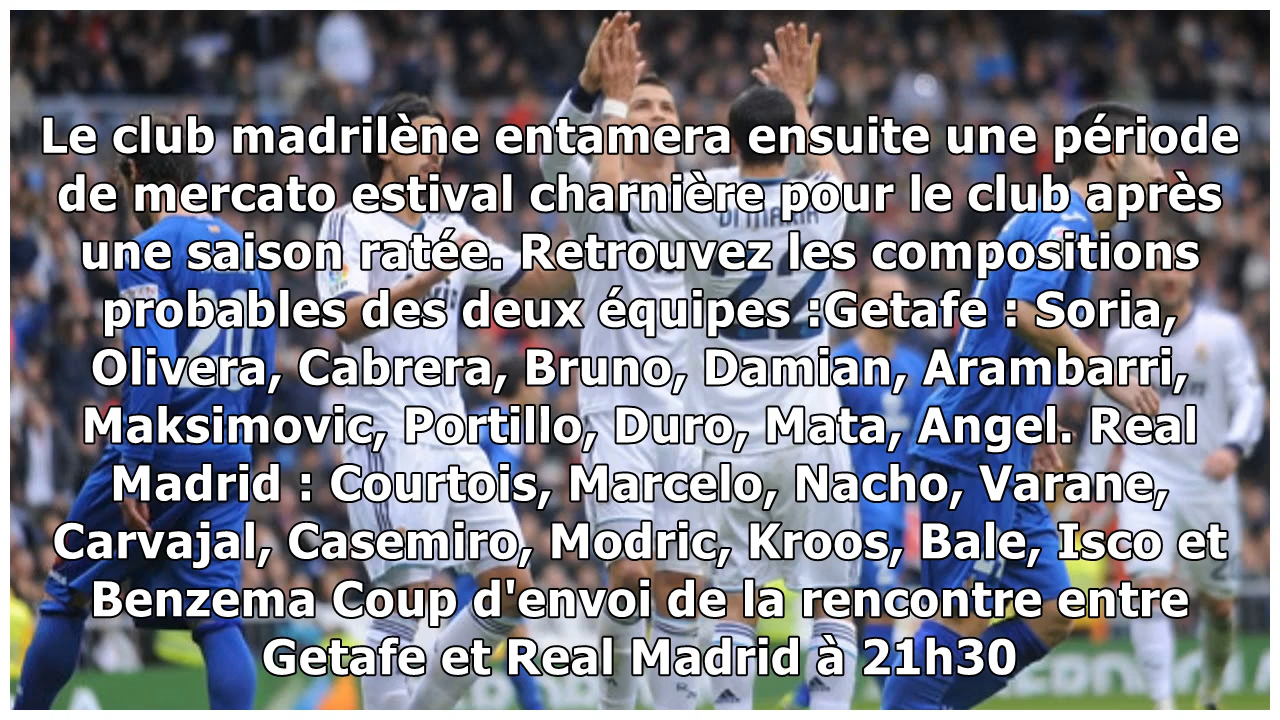 Le club madrilène entamera ensuite une période
de mercato estival charnière pour le club après
une saison ratée. Retrouvez les compositions
probables des deux équipes :Getafe : Soria,
Olivera, Cabrera, Bruno, Damian, Arambarri,
Maksimovic, Portillo, Duro, Mata, Angel. Real
Madrid : Courtois, Marcelo, Nacho, Varane,
Carvajal, Casemiro, Modric, Kroos, Bale, Isco et
Benzema Coup d'envoi de la rencontre entre
Getafe et Real Madrid à 21h30